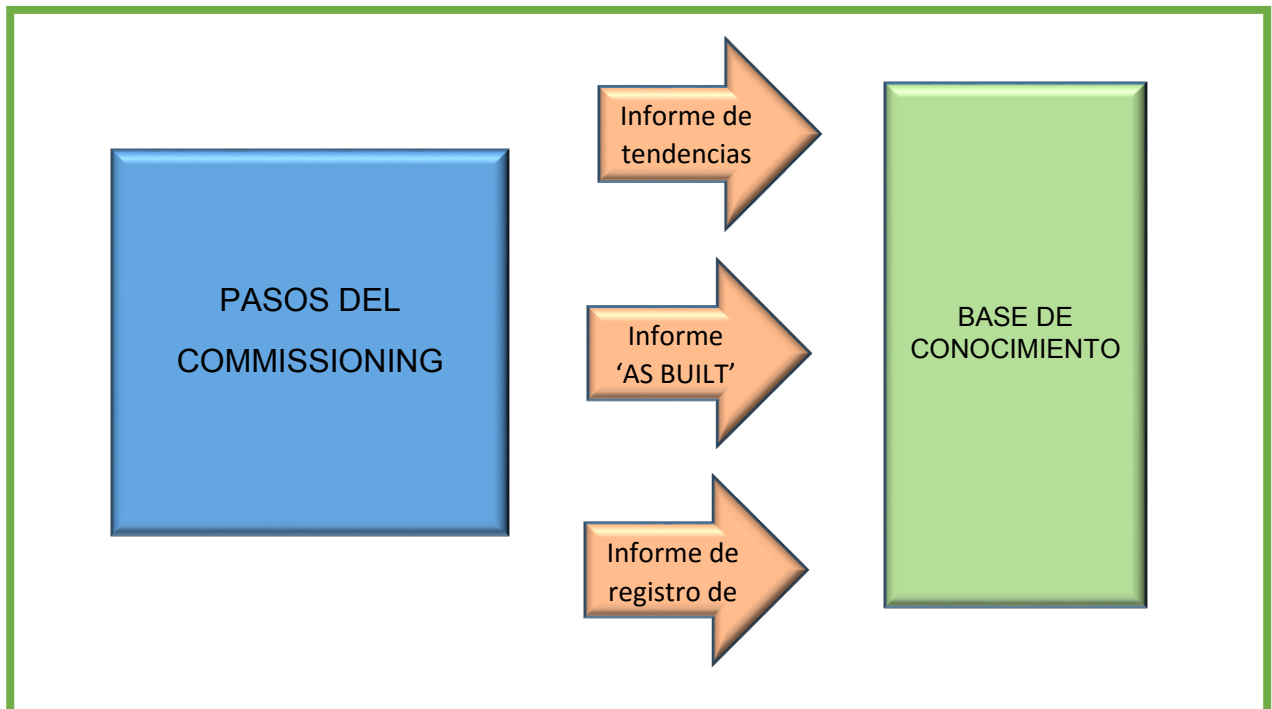 PASOS DEL
COMMISSIONING
Informe de
tendencias
Informe
‘AS BUILT’
Informe de
registro de
BASE DE
CONOCIMIENTO